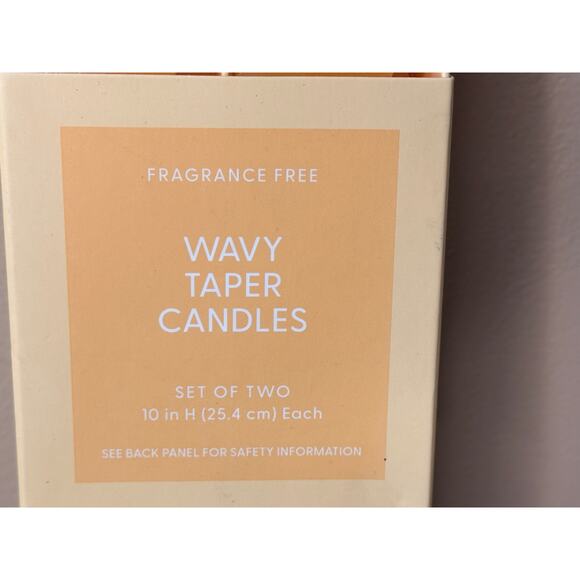 FRAGRANCE FREE
WAVY
TAPER
CANDLES
SET OF TWO
10 in H (25.4 cm) Each
SEE BACK PANEL FOR SAFETY INFORMATION